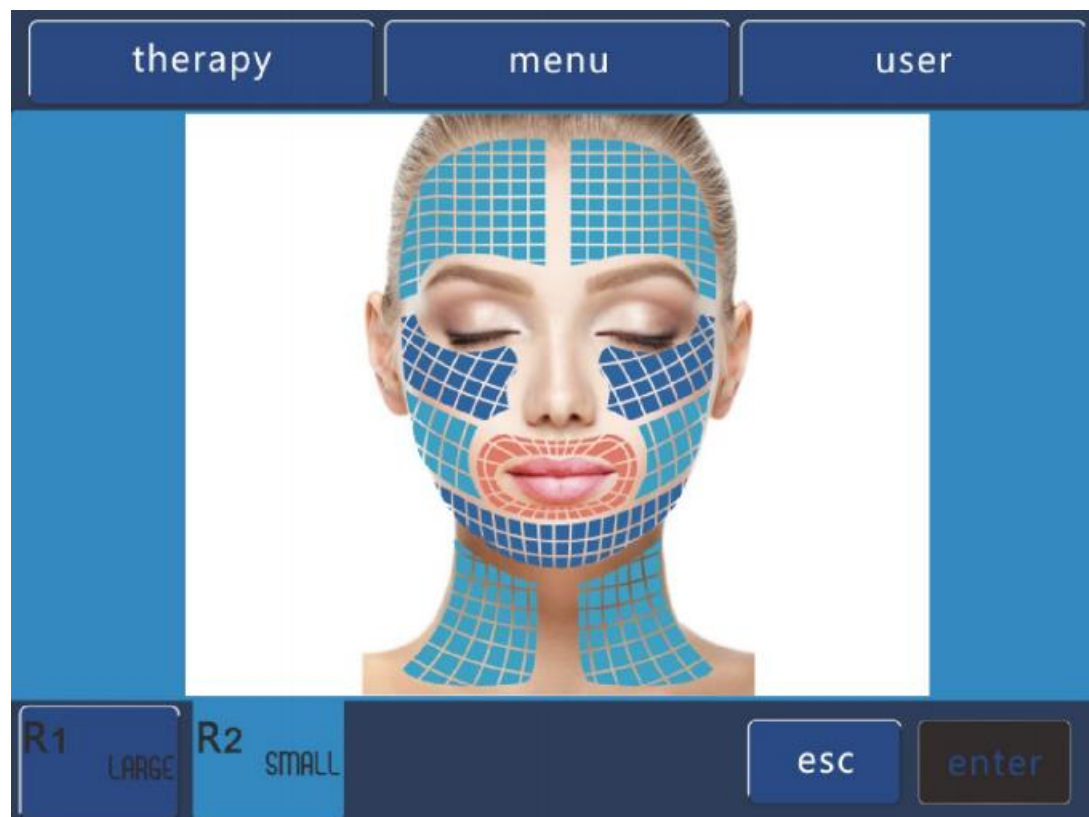 therapy
menu
user
R1 LARGE
R2 SMALL
esc
enter